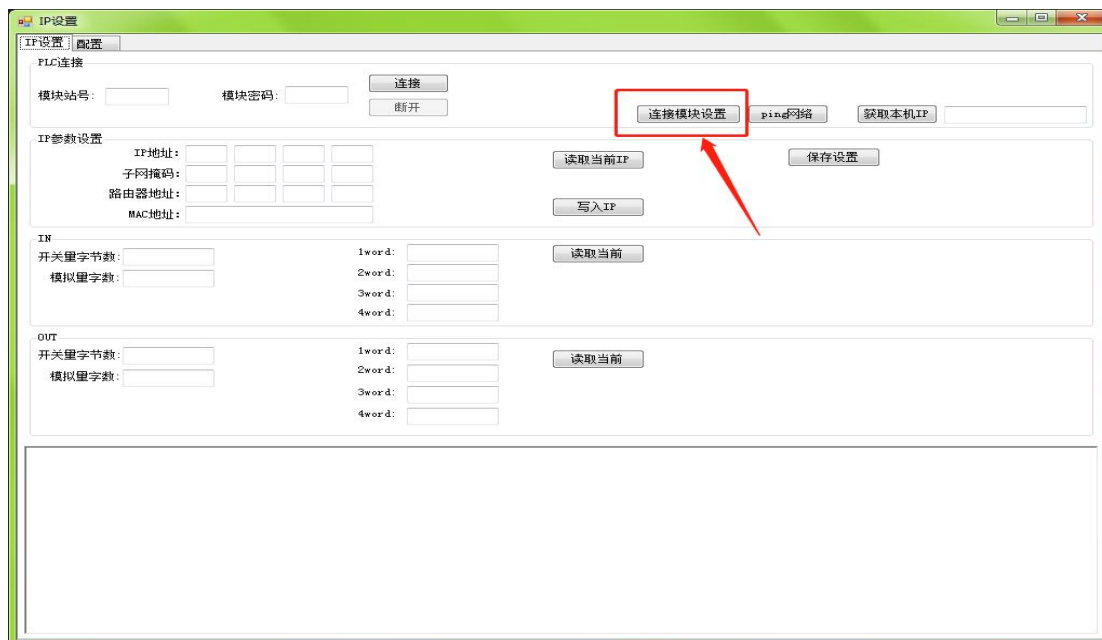 IP设置
IP设置 配置
PLC连接
模块站号: 模块密码: 连接
断开
连接模块设置 ping网络 获取本机IP
IP参数设置
IP地址: 读取当前IP 保存设置
子网掩码:
路由器地址:
MAC地址: 写入IP
IN
开关量字节数: 1word: 读取当前
模拟量字数: 2word:
3word:
4word:
OUT
开关量字节数: 1word: 读取当前
模拟量字数: 2word:
3word:
4word: